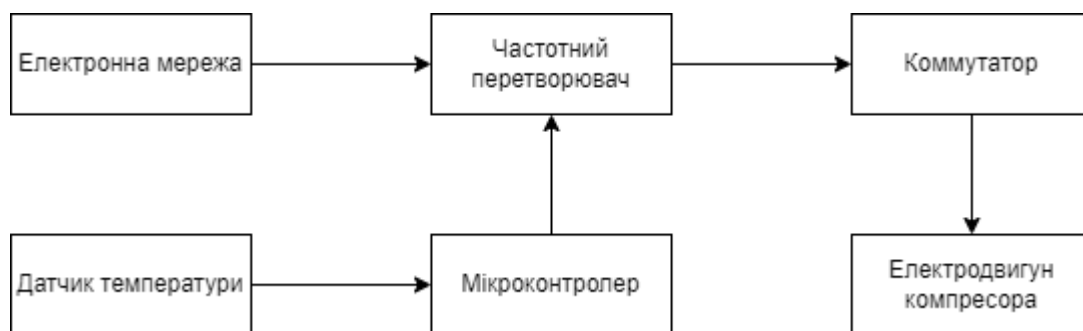 Електронна мережа
Частотний
перетворювач
Коммутатор
Датчик температури
Мікроконтролер
Електродвигун
компресора